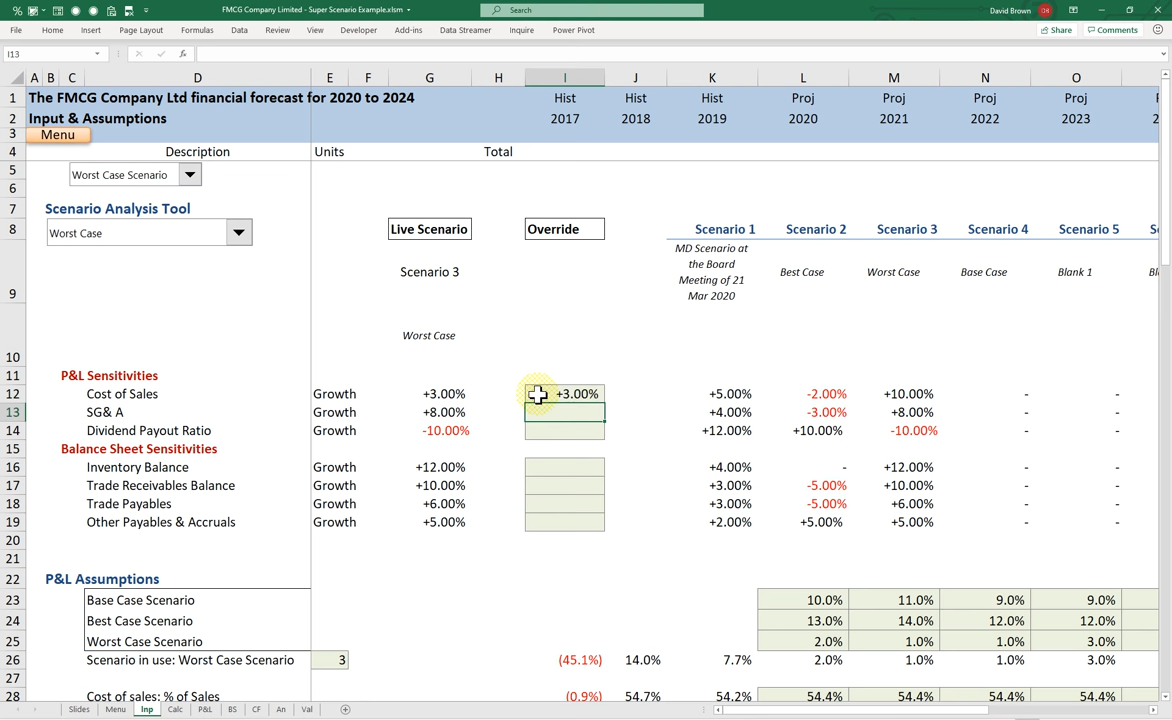 FMCG Company Limited - Super Scenario Example.xlsm
Search
David Brown DB
File Home Insert Page Layout Formulas Data Review View Developer Add-ins Data Streamer Inquire Power Pivot Share Comments
I13 fx
A B C D E F G H I J K L M N O
1 The FMCG Company Ltd financial forecast for 2020 to 2024 Hist Hist Hist Proj Proj Proj Proj
2 Input & Assumptions 2017 2018 2019 2020 2021 2022 2023 2
3 Menu
4 Description Units Total
5 Worst Case Scenario
6
7 Scenario Analysis Tool
8 Worst Case Live Scenario Override Scenario 1 Scenario 2 Scenario 3 Scenario 4 Scenario 5
9 Scenario 3 MD Scenario at the Board Meeting of 21 Mar 2020 Best Case Worst Case Base Case Blank 1
10 Worst Case
11 P&L Sensitivities
12 Cost of Sales Growth +3.00% +3.00% +5.00% -2.00% +10.00% - -
13 SG& A Growth +8.00% +4.00% -3.00% +8.00% - -
14 Dividend Payout Ratio Growth -10.00% +12.00% +10.00% -10.00% - -
15 Balance Sheet Sensitivities
16 Inventory Balance Growth +12.00% +4.00% - +12.00% - -
17 Trade Receivables Balance Growth +10.00% +3.00% -5.00% +10.00% - -
18 Trade Payables Growth +6.00% +3.00% -5.00% +6.00% - -
19 Other Payables & Accruals Growth +5.00% +2.00% +5.00% +5.00% - -
20
21
22 P&L Assumptions
23 Base Case Scenario 10.0% 11.0% 9.0% 9.0%
24 Best Case Scenario 13.0% 14.0% 12.0% 12.0%
25 Worst Case Scenario 2.0% 1.0% 1.0% 3.0%
26 Scenario in use: Worst Case Scenario 3 (45.1%) 14.0% 7.7% 2.0% 1.0% 1.0% 3.0%
27
28 Cost of sales: % of Sales (0.9%) 54.7% 54.2% 54.4% 54.4% 54.4% 54.4%
Slides Menu Inp Calc P&L BS CF An Val